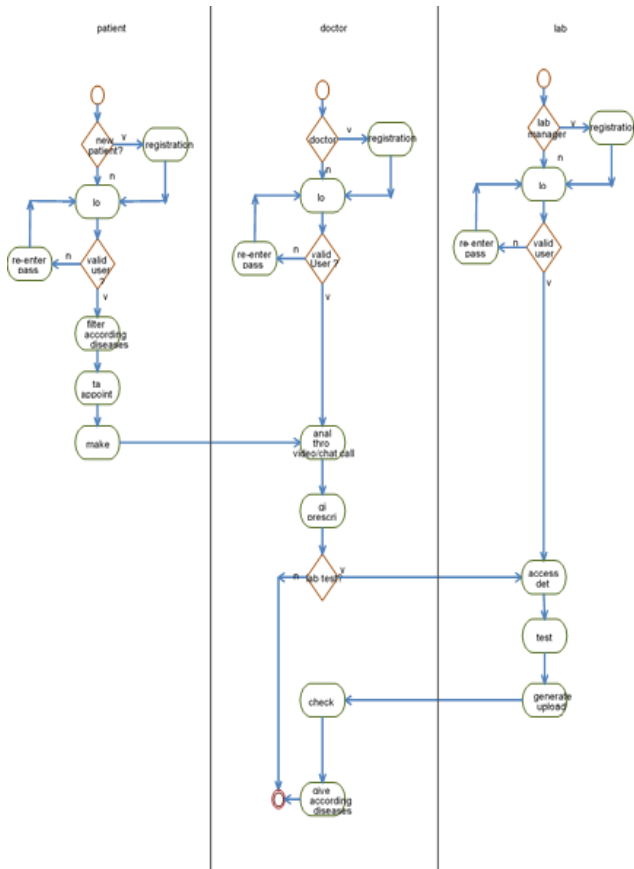 patient
doctor
lab
new
patient?
y
registration
n
lo
valid
user
?
n
re-enter
pass
y
filter
according
diseases
ta
appoint
make
doctor
y
registration
n
lo
valid
User ?
n
re-enter
pass
y
anal
thro
video/chat call
gi
prescri
lab test?
n
y
check
give
according
diseases
lab
manager
y
registration
n
lo
valid
user
n
re-enter
pass
y
access
det
test
generate
upload